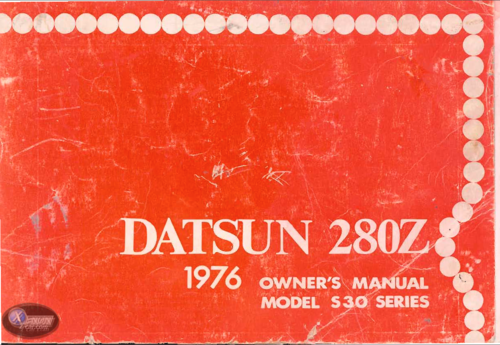 DATSUN 280Z
1976 OWNER'S MANUAL
MODEL S30 SERIES